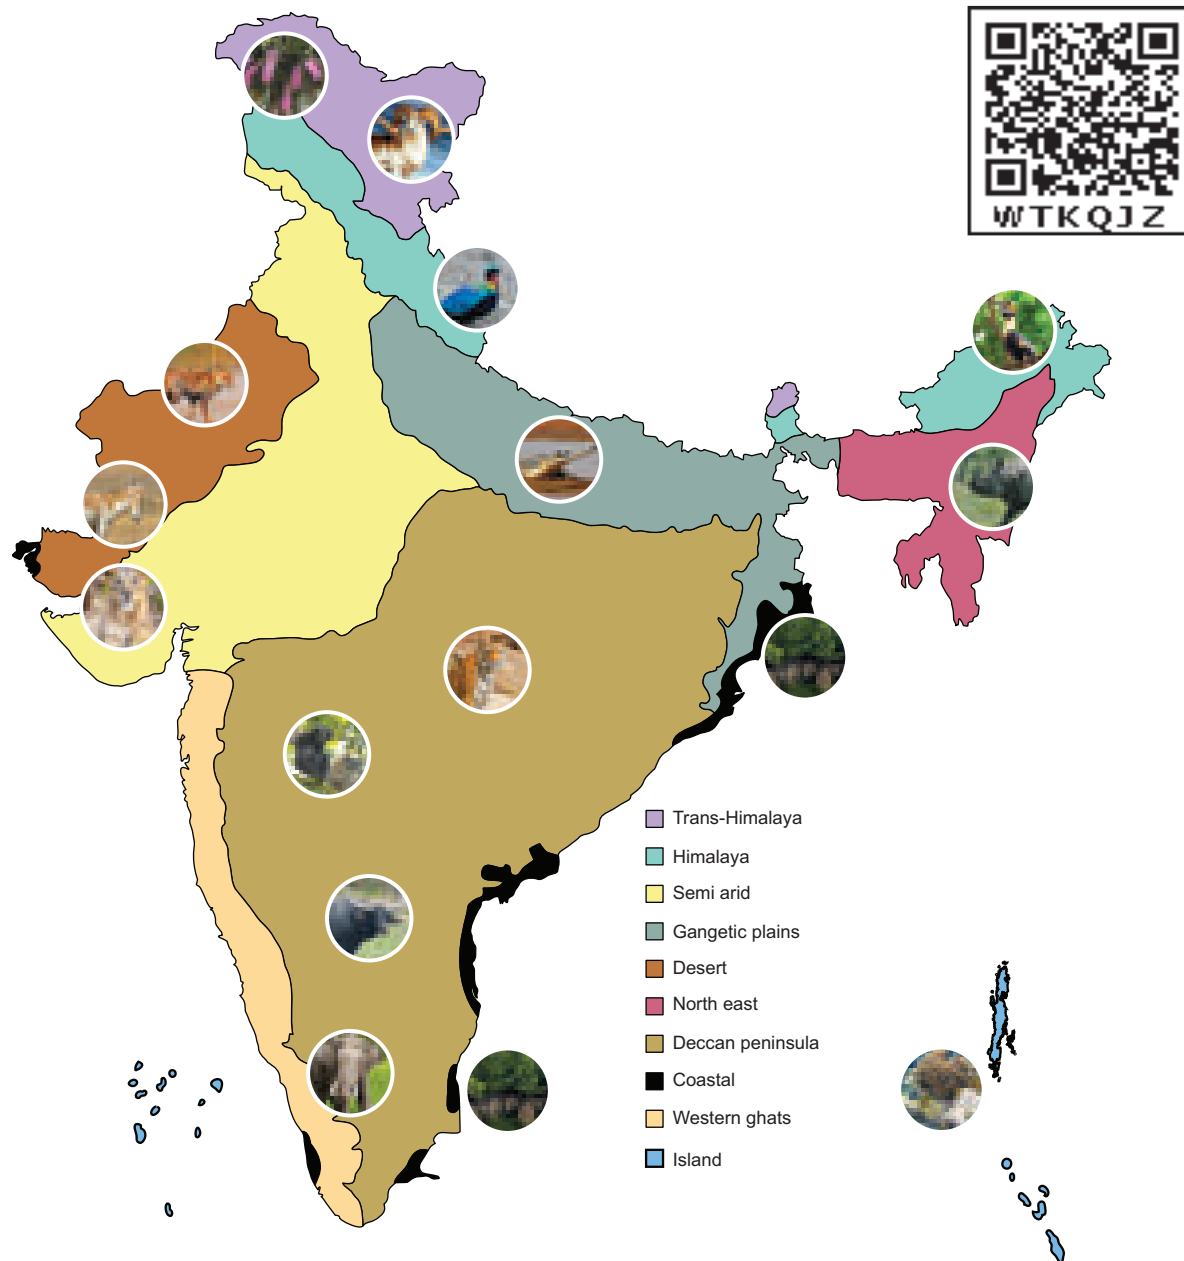 WTKQJZ
Trans-Himalaya
Himalaya
Semi arid
Gangetic plains
Desert
North east
Deccan peninsula
Coastal
Western ghats
Island